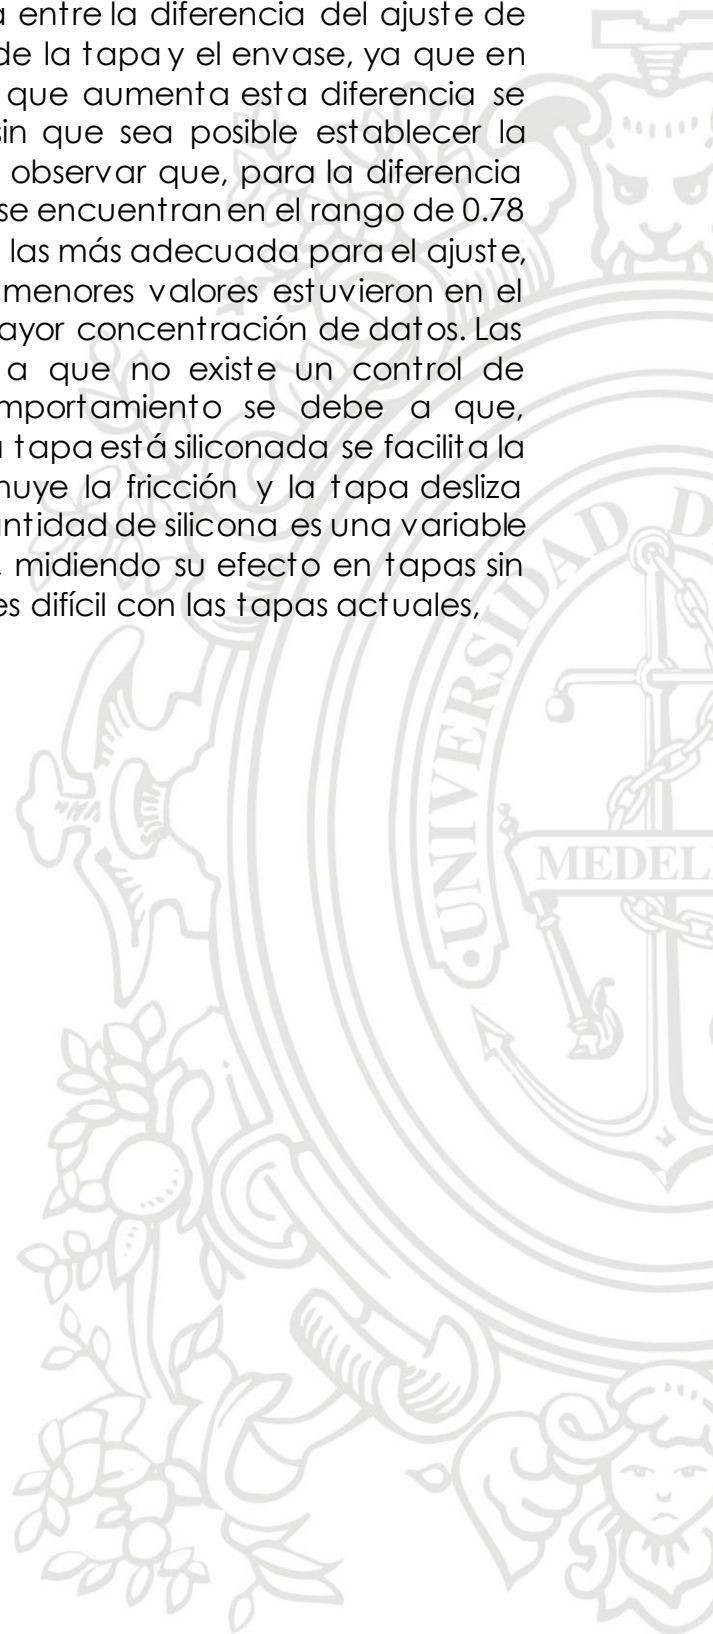 entre la diferencia del ajuste de
de la tapa y el envase, ya que en
que aumenta esta diferencia se
sin que sea posible establecer la
observar que, para la diferencia
se encuentran en el rango de 0.78
las más adecuada para el ajuste,
menores valores estuvieron en el
ayor concentración de datos. Las
a que no existe un control de
mportamiento se debe a que,
tapa está siliconada se facilita la
nuye la fricción y la tapa desliza
antidad de silicona es una variable
midiendo su efecto en tapas sin
es difícil con las tapas actuales,
UNIVERSIDAD D
MEDEL